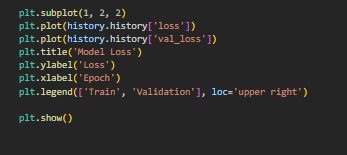 plt.subplot(1, 2, 2)
plt.plot(history.history['loss'])
plt.plot(history.history['val_loss'])
plt.title('Model Loss')
plt.ylabel('Loss')
plt.xlabel('Epoch')
plt.legend(['Train', 'Validation'], loc='upper right')
plt.show()